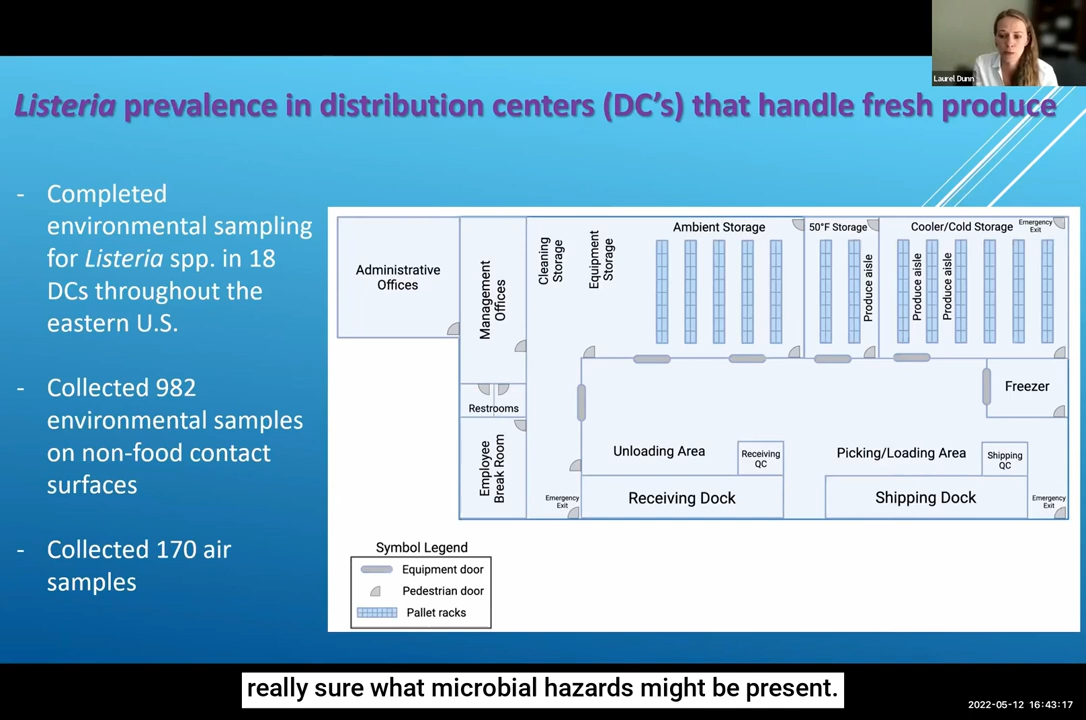 Laurel Dunn
Listeria prevalence in distribution centers (DC's) that handle fresh produce
- Completed
environmental sampling
for Listeria spp. in 18
DCs throughout the
eastern U.S.
- Collected 982
environmental samples
on non-food contact
surfaces
- Collected 170 air
samples
Administrative
Offices
Management
Offices
Restrooms
Employee
Break Room
Cleaning
Storage
Equipment
Storage
Ambient Storage
50°F Storage
Produce aisle
Cooler/Cold Storage
Emergency
Exit
Produce aisle
Produce aisle
Freezer
Unloading Area
Receiving
QC
Picking/Loading Area
Shipping
QC
Emergency
Exit
Receiving Dock
Shipping Dock
Emergency
Exit
Symbol Legend
Equipment door
Pedestrian door
Pallet racks
really sure what microbial hazards might be present.
2022-05-12 16:43:17